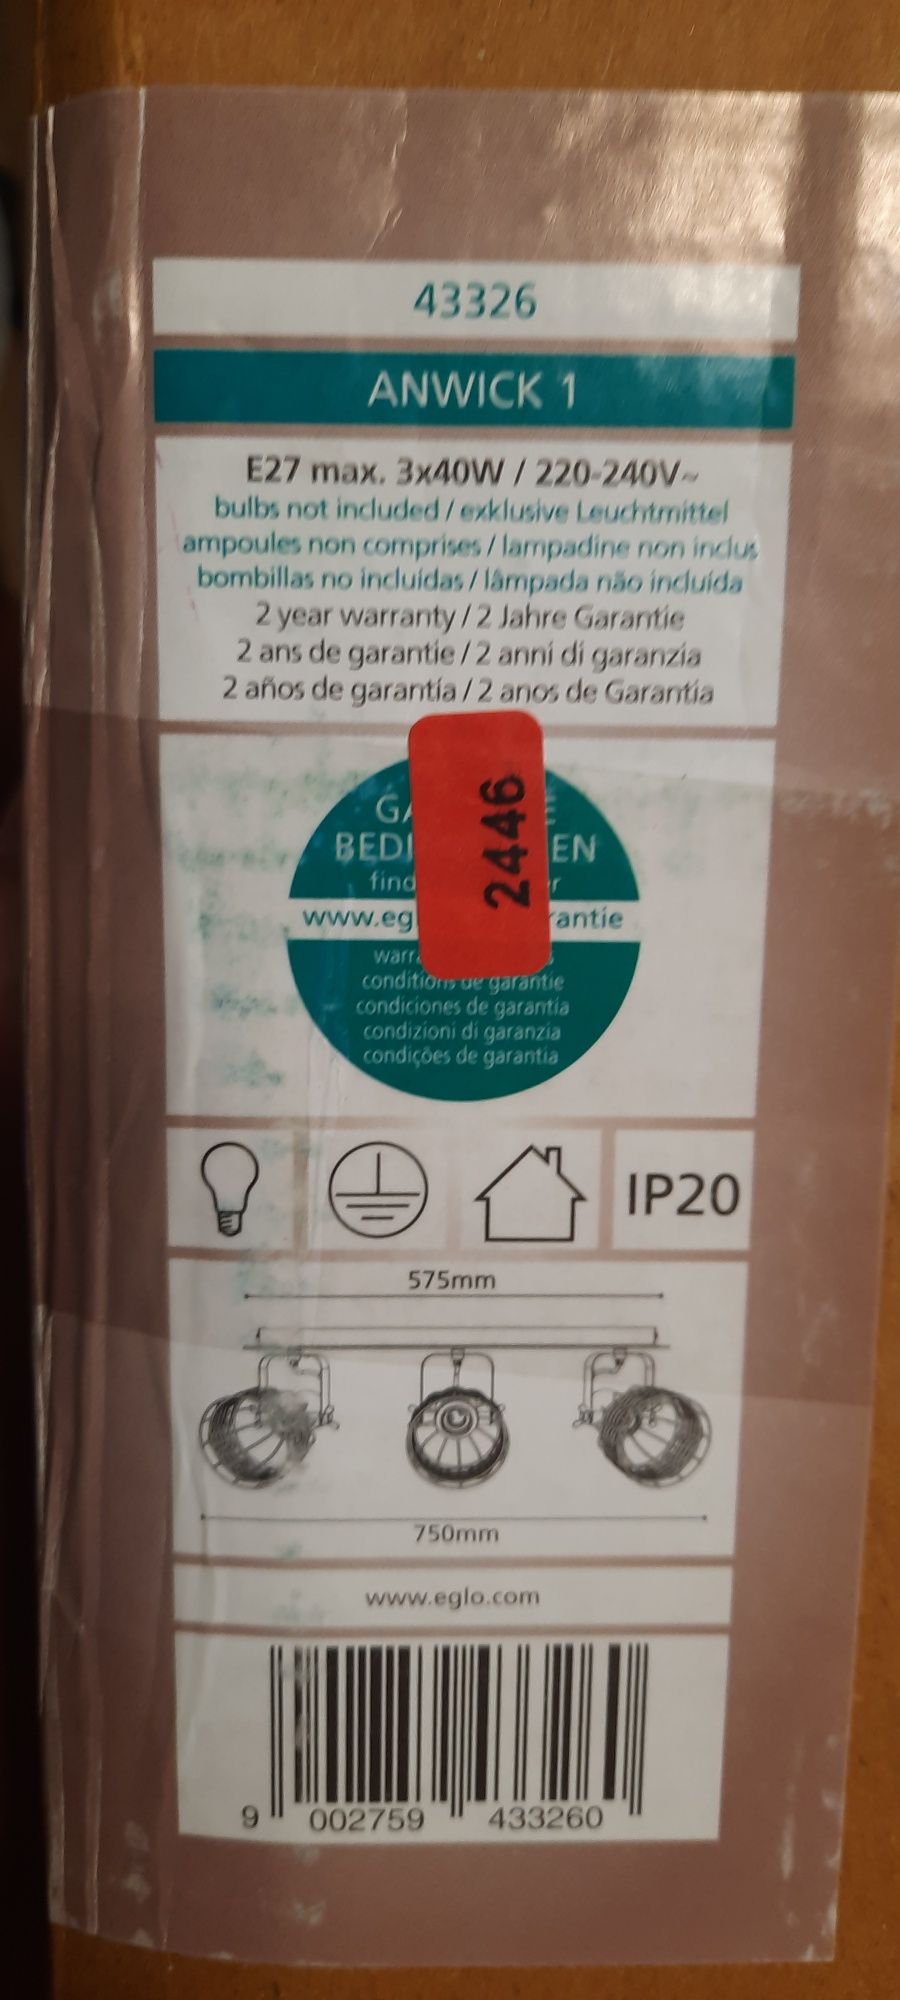 43326
ANWICK 1
E27 max. 3x40W / 220-240V~
bulbs not included / exklusive Leuchtmittel
ampoules non comprises / lampadine non inclus
bombillas no incluídas / lâmpada não incluída
2 year warranty / 2 Jahre Garantie
2 ans de garantie / 2 anni di garanzia
2 años de garantía / 2 anos de Garantia
2446
www.eg
conditions de garantie
condiciones de garantía
condizioni di garanzia
condições de garantia
IP20
575mm
750mm
www.eglo.com
9 002759 433260